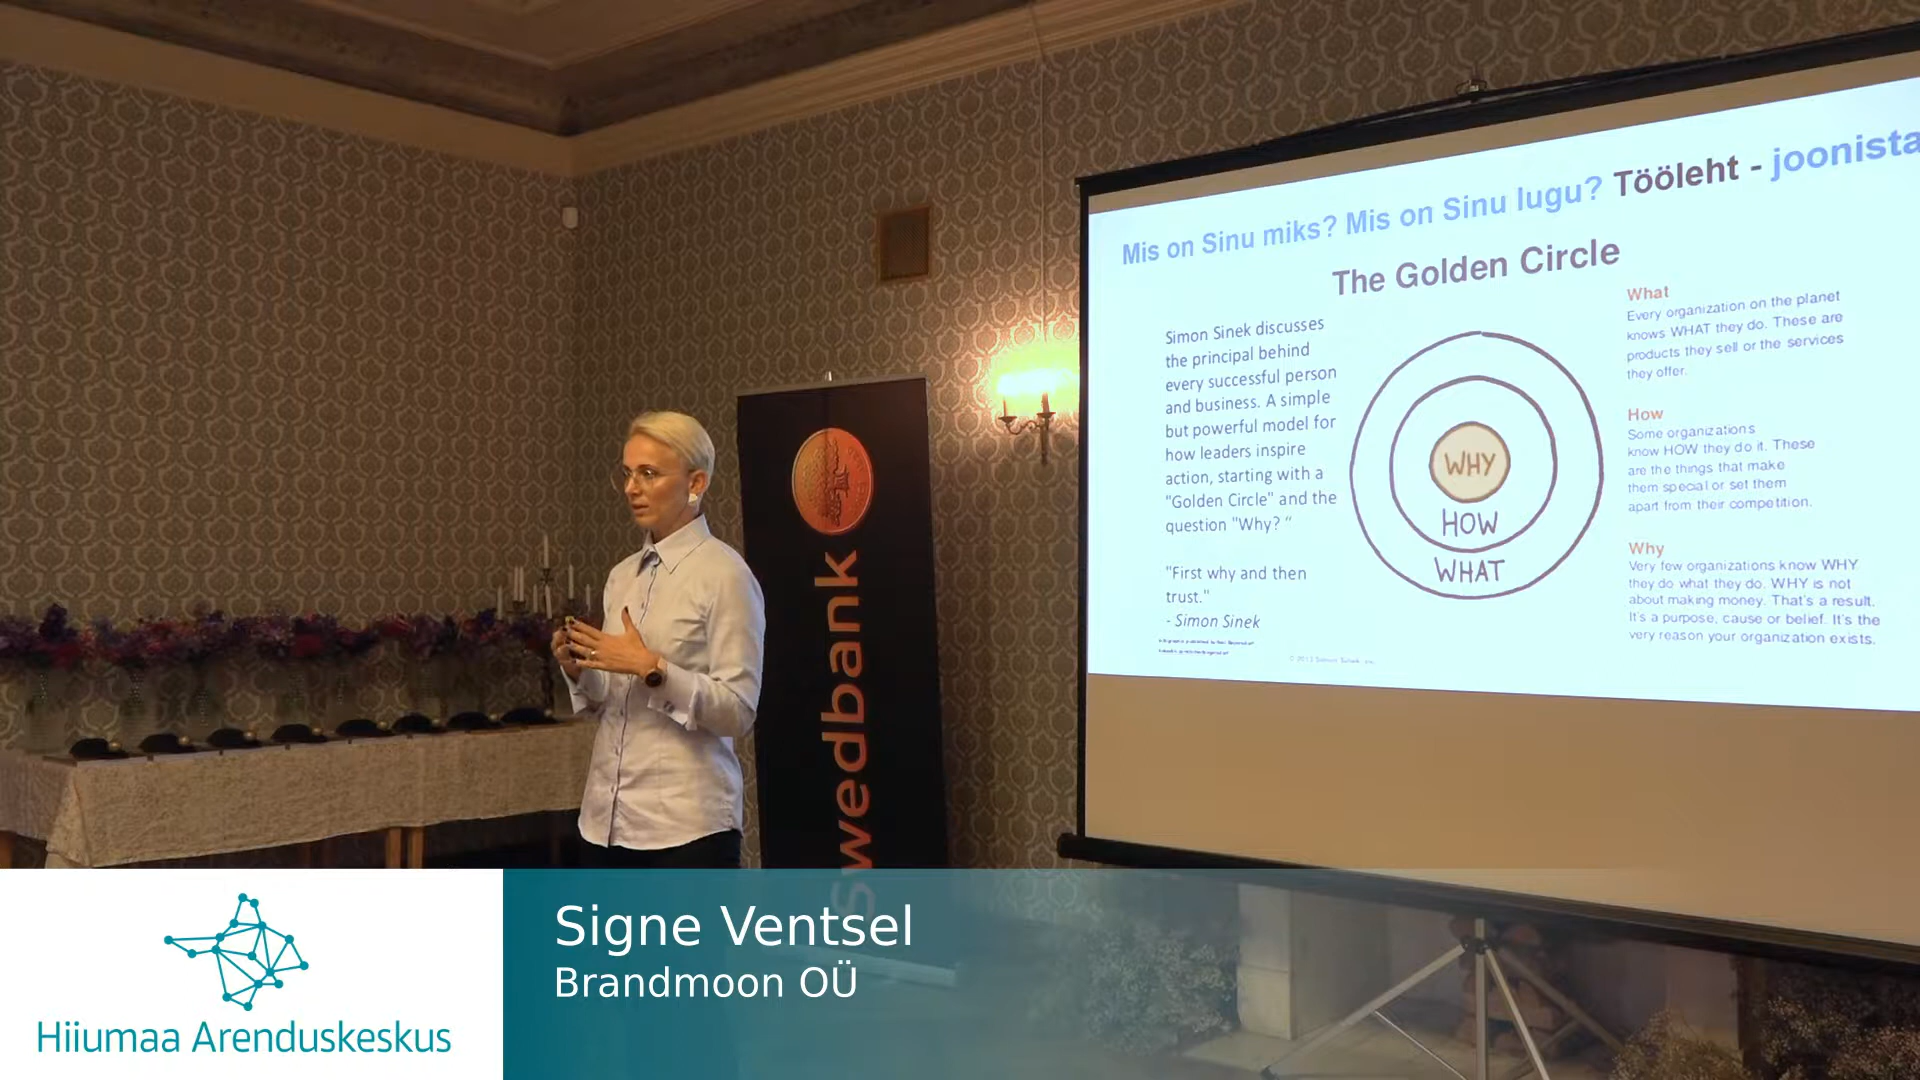 Mis on Sinu miks? Mis on Sinu lugu? Tööleht - joonista
The Golden Circle
Simon Sinek discusses
the principal behind
every successful person
and business. A simple
but powerful model for
how leaders inspire
action, starting with a
"Golden Circle" and the
question "Why? "
"First why and then
trust."
- Simon Sinek
WHY
HOW
WHAT
What
Every organization on the planet
knows WHAT they do. These are
products they sell or the services
they offer.
How
Some organizations
know HOW they do it. These
are the things that make
them special or set them
apart from their competition.
Why
Very few organizations know WHY
they do what they do. WHY is not
about making money. That's a result.
It's a purpose, cause or belief. It's the
very reason your organization exists.
Swedbank
Signe Ventsel
Brandmoon OÜ
Hiiumaa Arenduskeskus